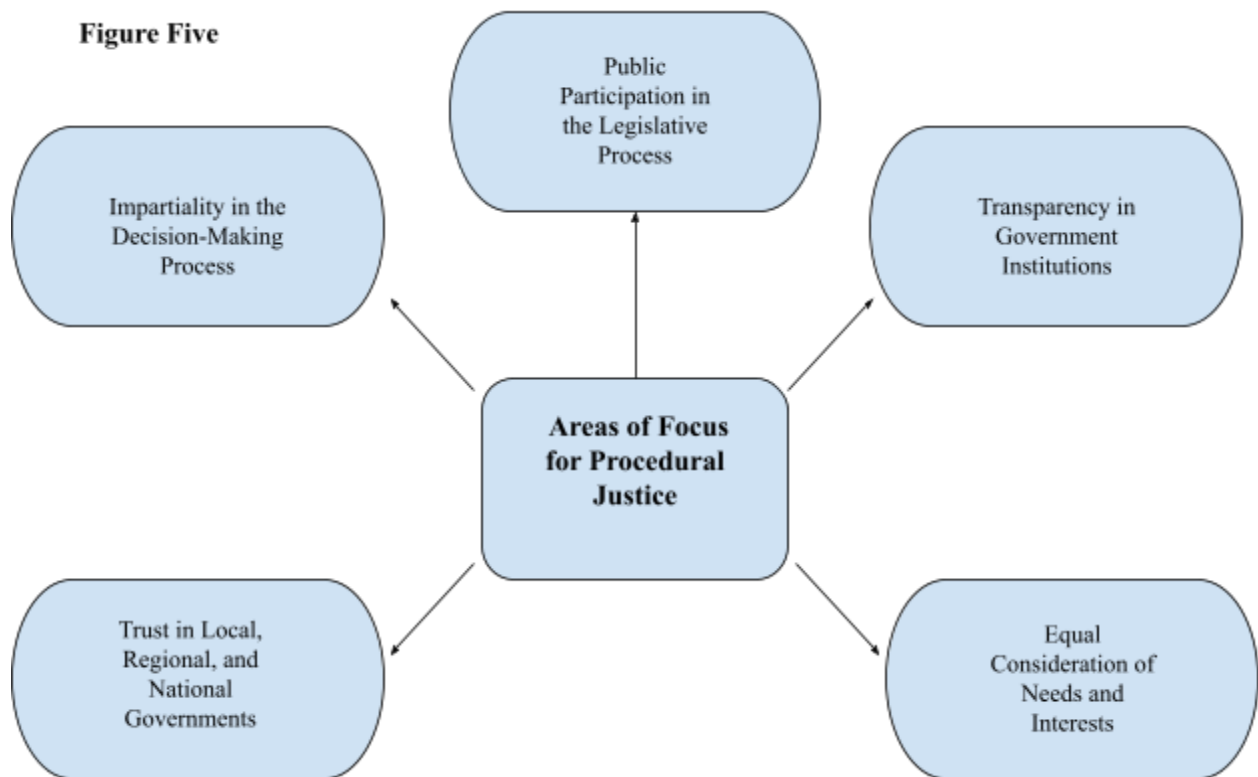 Figure Five
Public
Participation in
the Legislative
Process
Impartiality in the
Decision-Making
Process
Transparency in
Government
Institutions
Areas of Focus
for Procedural
Justice
Trust in Local,
Regional, and
National
Governments
Equal
Consideration of
Needs and
Interests